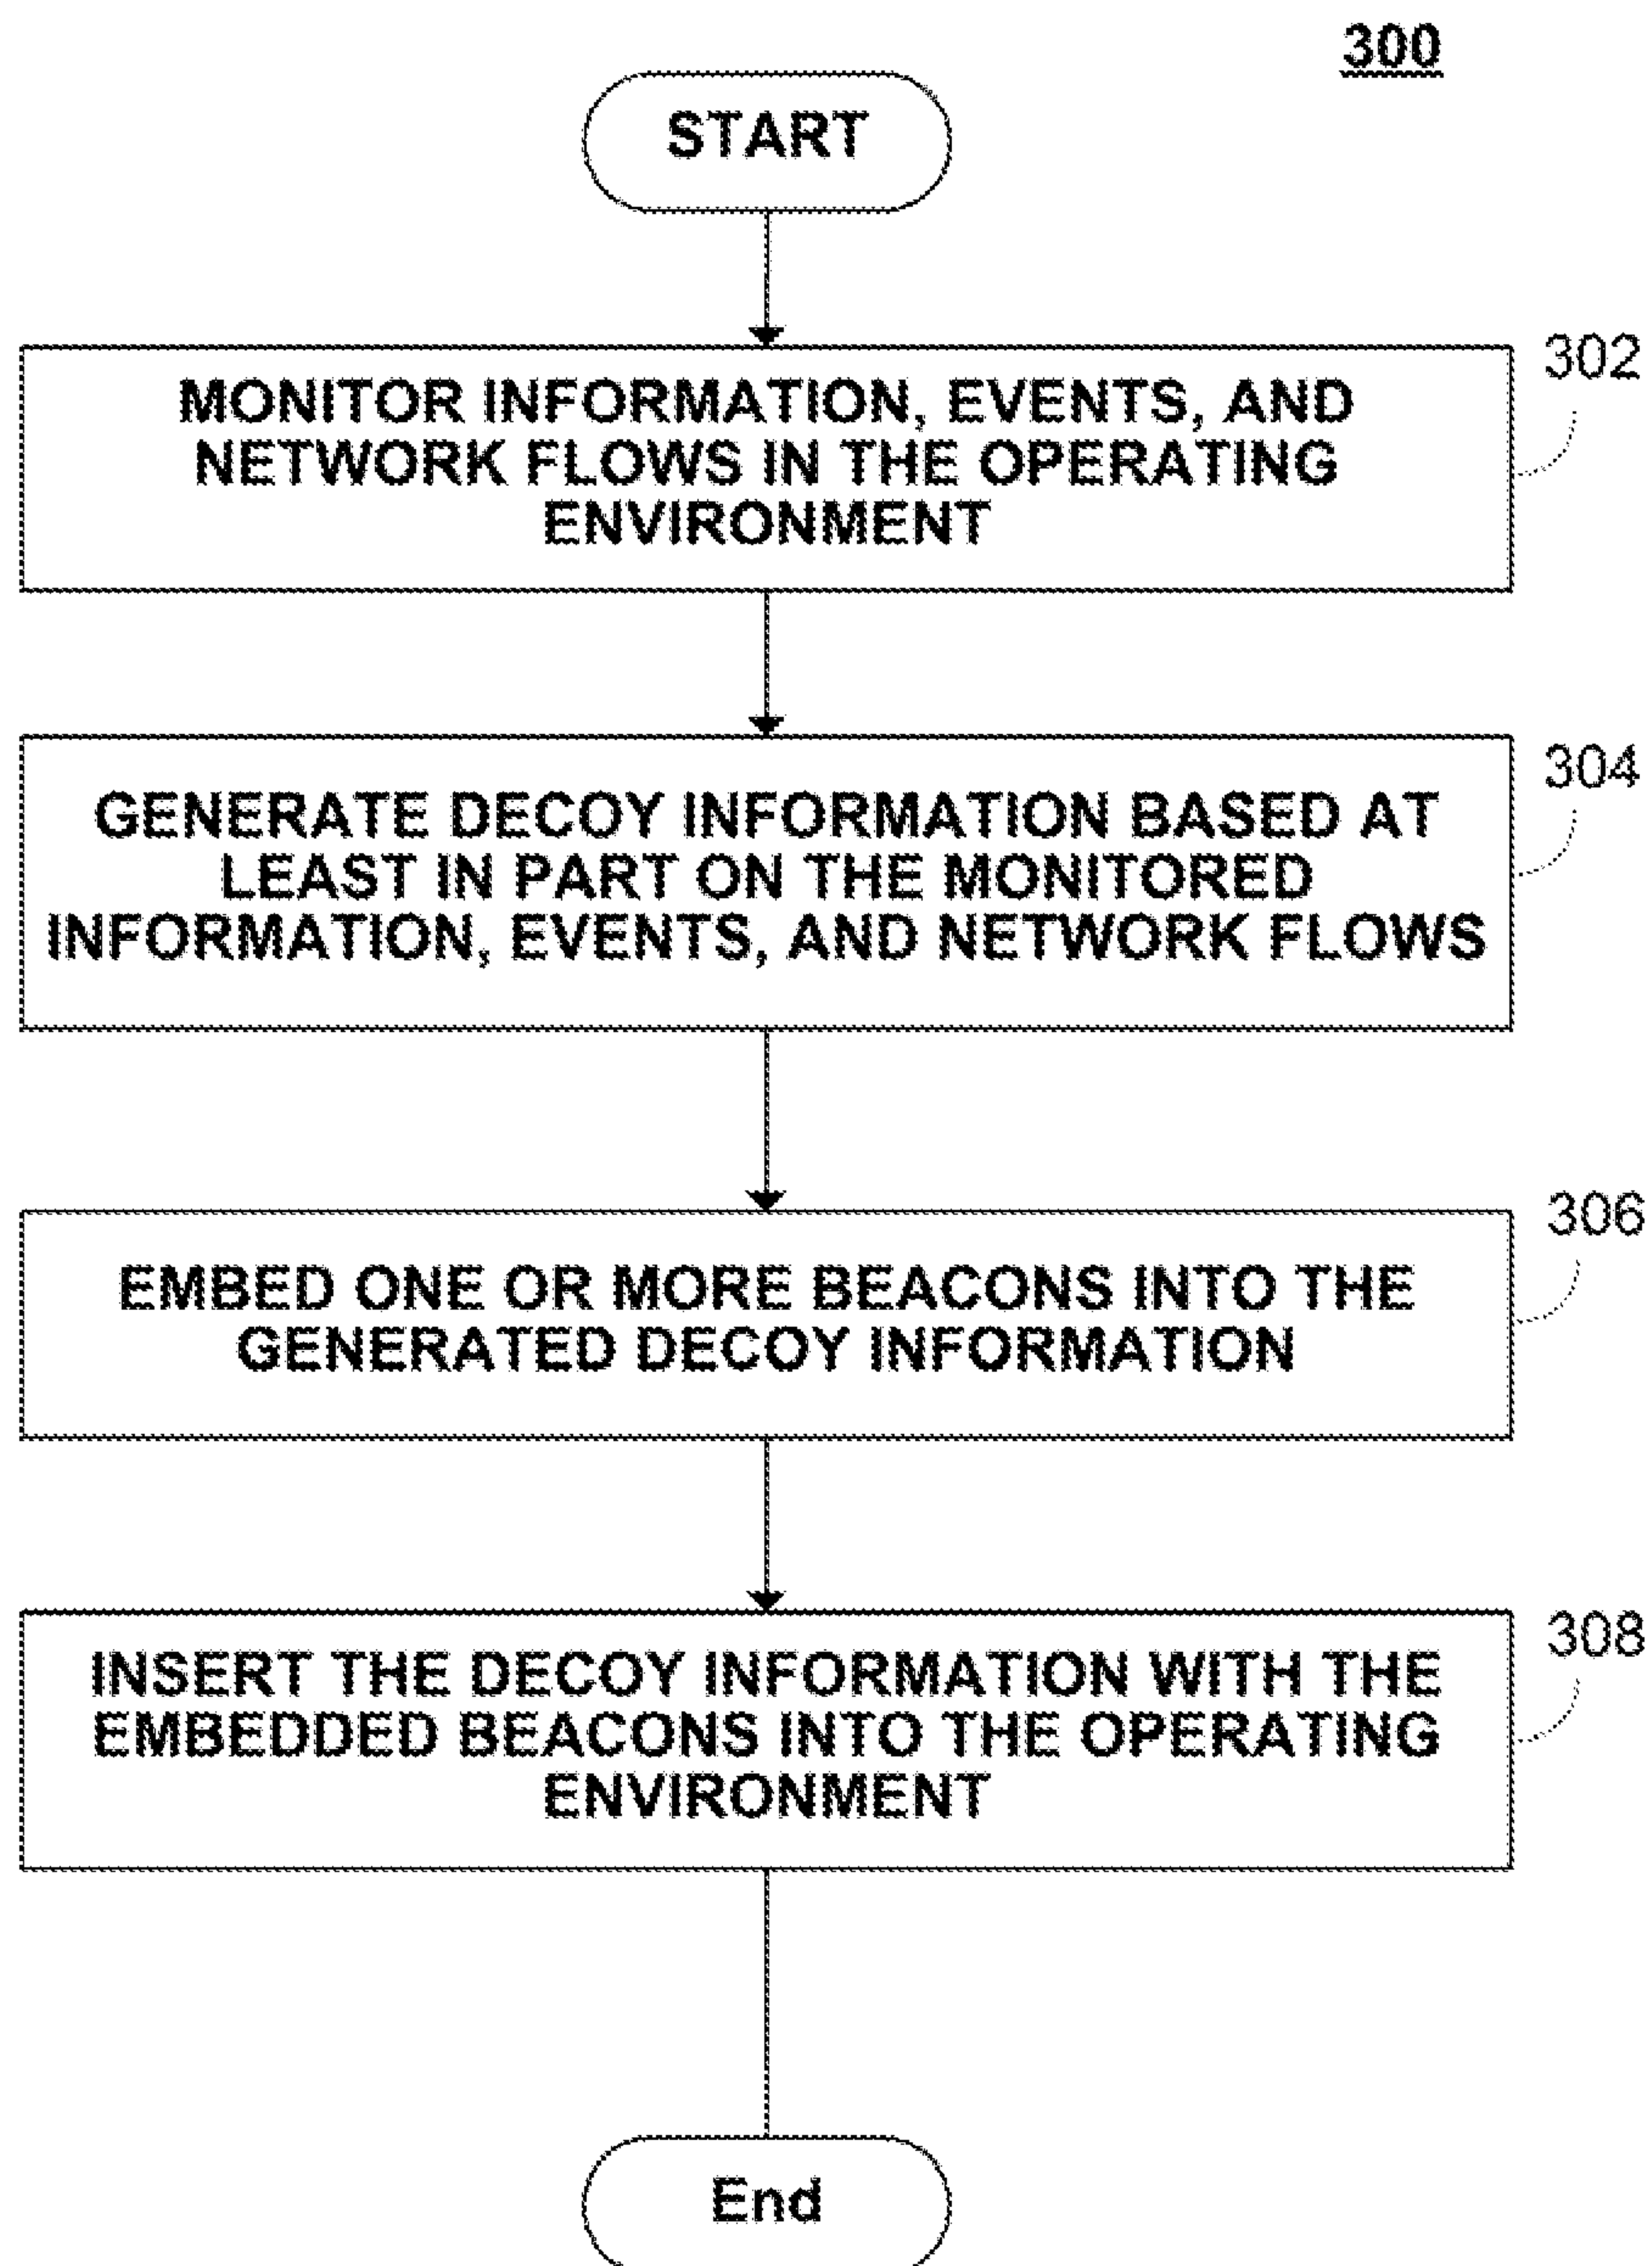 300
START
MONITOR INFORMATION, EVENTS, AND
NETWORK FLOWS IN THE OPERATING
ENVIRONMENT
302
GENERATE DECOY INFORMATION BASED AT
LEAST IN PART ON THE MONITORED
INFORMATION, EVENTS, AND NETWORK FLOWS
304
EMBED ONE OR MORE BEACONS INTO THE
GENERATED DECOY INFORMATION
306
INSERT THE DECOY INFORMATION WITH THE
EMBEDDED BEACONS INTO THE OPERATING
ENVIRONMENT
308
End